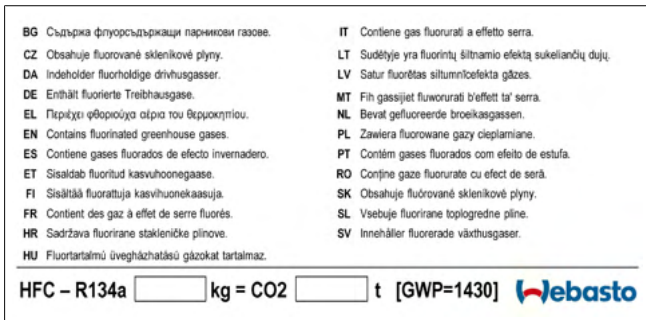 BG Съдържа флуорсъдържащи парникови газове.
CZ Obsahuje fluorované skleníkové plyny.
DA Indeholder fluorholdige drivhusgasser.
DE Enthält fluorierte Treibhausgase.
EL Περιέχει φθοριούχα αέρια του θερμοκηπίου.
EN Contains fluorinated greenhouse gases.
ES Contiene gases fluorados de efecto invernadero.
ET Sisaldab fluoritud kasvuhoonegaase.
FI Sisältää fluorattuja kasvihuonekaasuja.
FR Contient des gaz à effet de serre fluorés.
HR Sadržava fluorirane stakleničke plinove.
HU Fluortartalmú üvegházhatású gázokat tartalmaz.
IT Contiene gas fluorurati a effetto serra.
LT Sudėtyje yra fluorintų šiltnamio efektą sukeliančių dujų.
LV Satur fluorētas siltumnīcefekta gāzes.
MT Fih gassijiet fluworurati b'effett ta' serra.
NL Bevat gefluoreerde broeikasgassen.
PL Zawiera fluorowane gazy cieplarniane.
PT Contém gases fluorados com efeito de estufa.
RO Conține gaze fluorurate cu efect de seră.
SK Obsahuje fluórované skleníkové plyny.
SL Vsebuje fluorirane toplogredne pline.
SV Innehåller fluorerade växthusgaser.
HFC – R134a kg = CO2 t [GWP=1430] Webasto